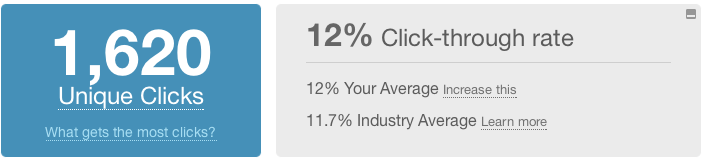 1,620
Unique Clicks
What gets the most clicks?
12% Click-through rate
12% Your Average Increase this
11.7% Industry Average Learn more